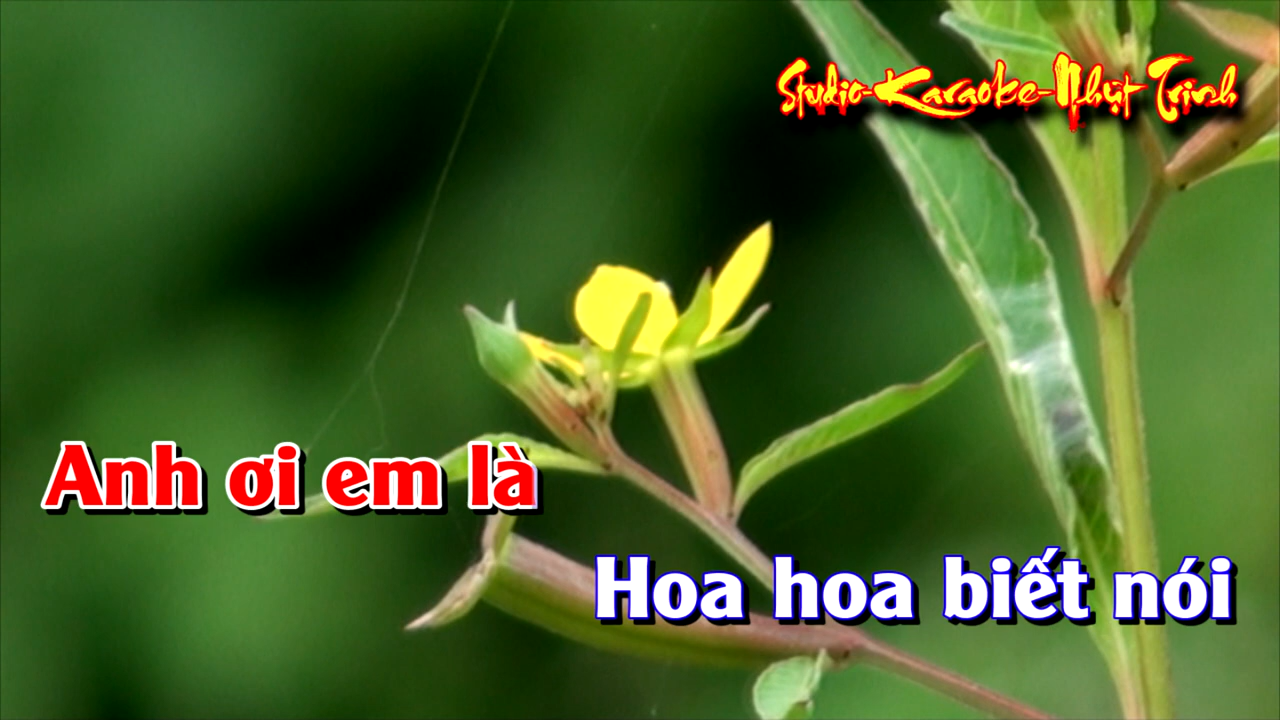 Studio-Karaoke-Nhựt Trinh
Anh ơi em là
Hoa hoa biết nói